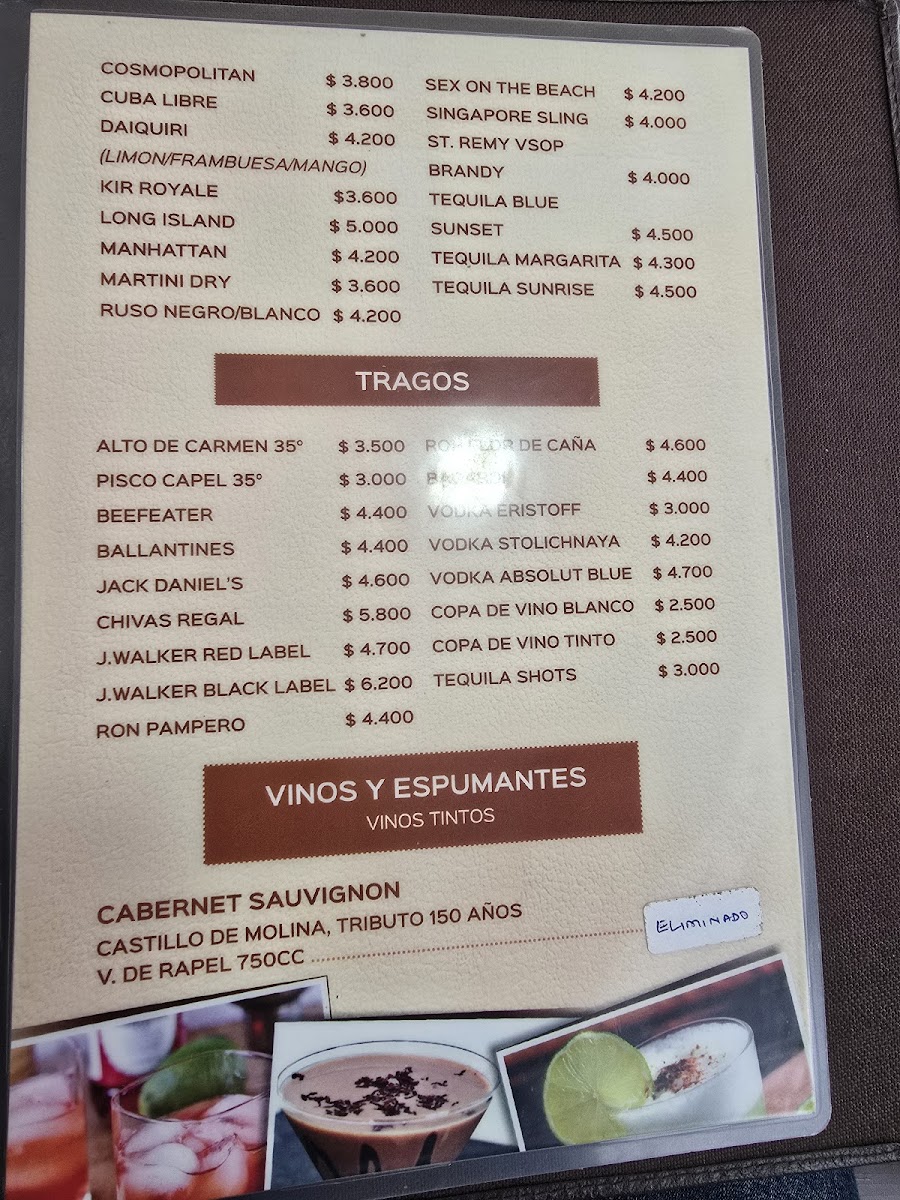 COSMOPOLITAN $ 3.800
CUBA LIBRE $ 3.600
DAIQUIRI $ 4.200
(LIMON/FRAMBUESA/MANGO)
KIR ROYALE $3.600
LONG ISLAND $ 5.000
MANHATTAN $ 4.200
MARTINI DRY $ 3.600
RUSO NEGRO/BLANCO $ 4.200
SEX ON THE BEACH $ 4.200
SINGAPORE SLING $ 4.000
ST. REMY VSOP
BRANDY $ 4.000
TEQUILA BLUE
SUNSET $ 4.500
TEQUILA MARGARITA $ 4.300
TEQUILA SUNRISE $ 4.500
TRAGOS
ALTO DE CARMEN 35° $ 3.500
PISCO CAPEL 35° $ 3.000
BEEFEATER $ 4.400
BALLANTINES $ 4.400
JACK DANIEL'S $ 4.600
CHIVAS REGAL $ 5.800
J.WALKER RED LABEL $ 4.700
J.WALKER BLACK LABEL $ 6.200
RON PAMPERO $ 4.400
RON FLOR DE CAÑA $ 4.600
$ 4.400
VODKA ERISTOFF $ 3.000
VODKA STOLICHNAYA $ 4.200
VODKA ABSOLUT BLUE $ 4.700
COPA DE VINO BLANCO $ 2.500
COPA DE VINO TINTO $ 2.500
TEQUILA SHOTS $ 3.000
VINOS Y ESPUMANTES
VINOS TINTOS
CABERNET SAUVIGNON
CASTILLO DE MOLINA, TRIBUTO 150 AÑOS
V. DE RAPEL 750CC ELIMINADO